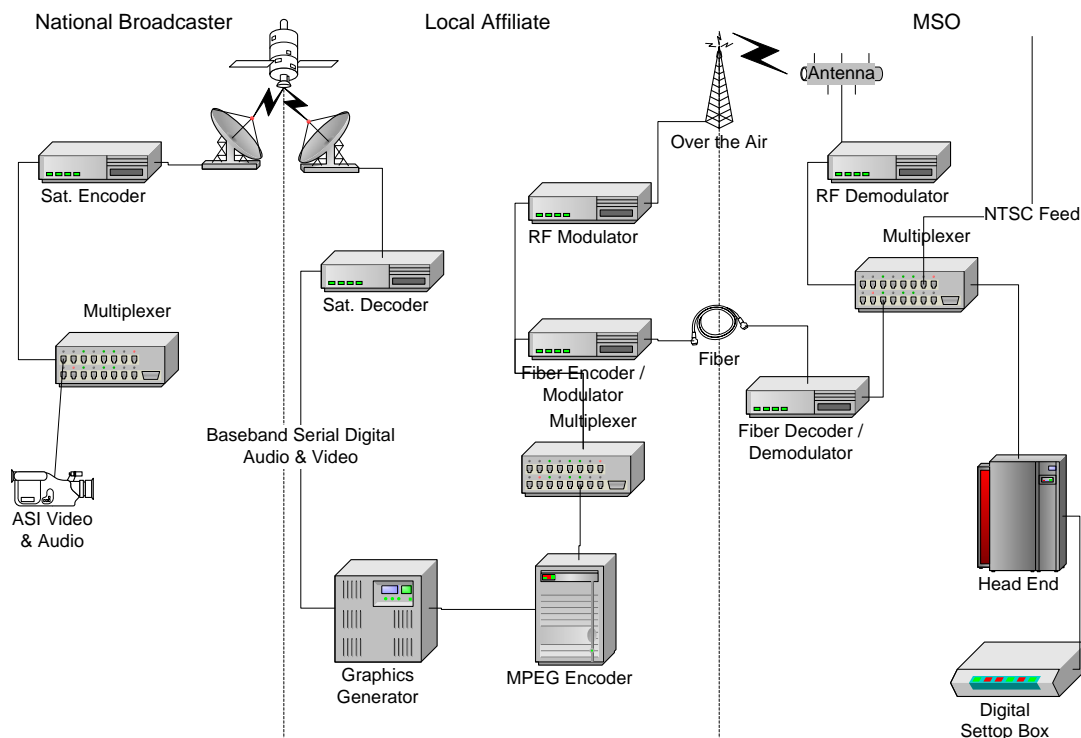 National Broadcaster
Local Affiliate
MSO
Antenna
Over the Air
Sat. Encoder
RF Modulator
RF Demodulator
NTSC Feed
Multiplexer
Sat. Decoder
Multiplexer
Fiber
Fiber Encoder /
Modulator
Multiplexer
Fiber Decoder /
Demodulator
Baseband Serial Digital
Audio & Video
ASI Video
& Audio
Head End
Graphics
Generator
MPEG Encoder
Digital
Settop Box